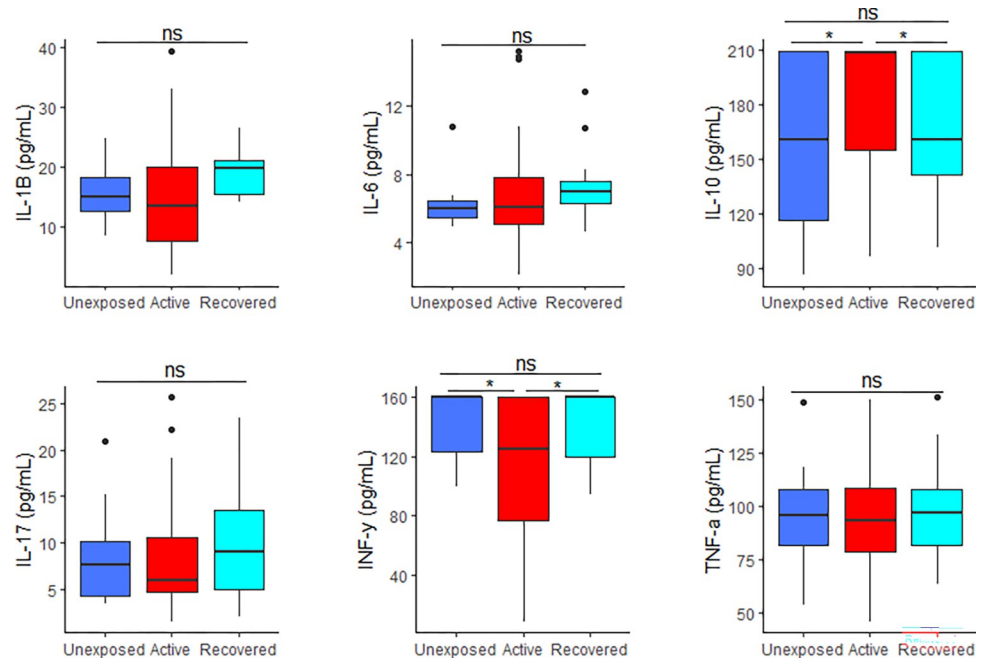 ns
IL-1B (pg/mL)
40
30
20
10
Unexposed Active Recovered
ns
IL-6 (pg/mL)
12
8
4
Unexposed Active Recovered
ns
* *
IL-10 (pg/mL)
210
180
150
120
90
Unexposed Active Recovered
ns
IL-17 (pg/mL)
25
20
15
10
5
Unexposed Active Recovered
ns
* *
INF-y (pg/mL)
160
120
80
40
Unexposed Active Recovered
ns
TNF-a (pg/mL)
150
125
100
75
50
Unexposed Active Recovered